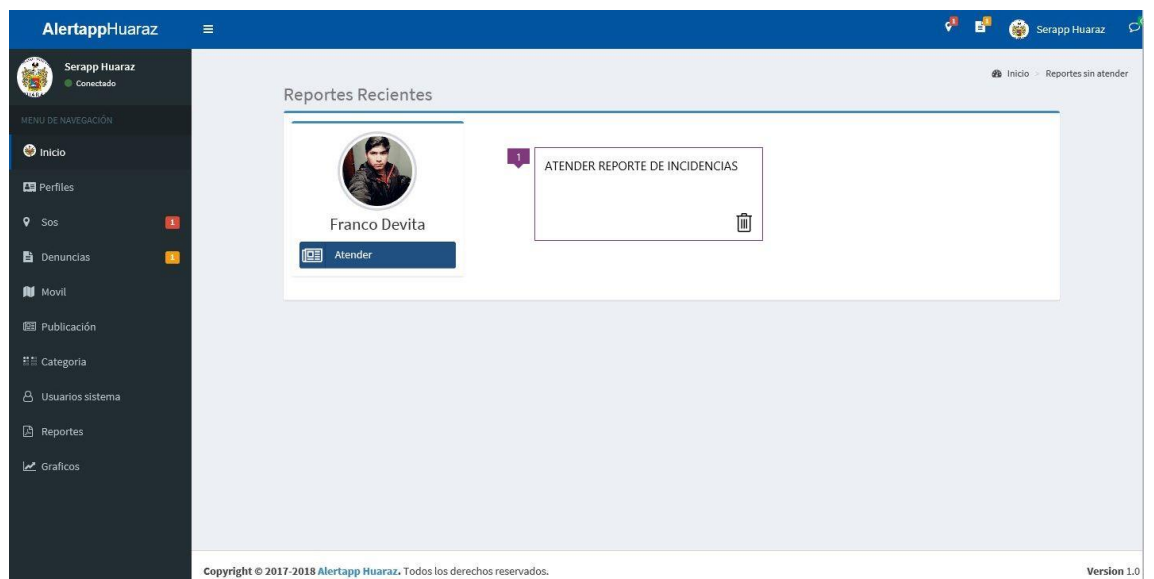 AlertappHuaraz
1
1
Serapp Huaraz
Serapp Huaraz
Conectado
Inicio > Reportes sin atender
Reportes Recientes
MENU DE NAVEGACIÓN
Inicio
Perfiles
Sos 1
Denuncias 1
Movil
Publicación
Categoria
Usuarios sistema
Reportes
Graficos
Franco Devita
Atender
1
ATENDER REPORTE DE INCIDENCIAS
Copyright © 2017-2018 Alertapp Huaraz. Todos los derechos reservados.
Version 1.0